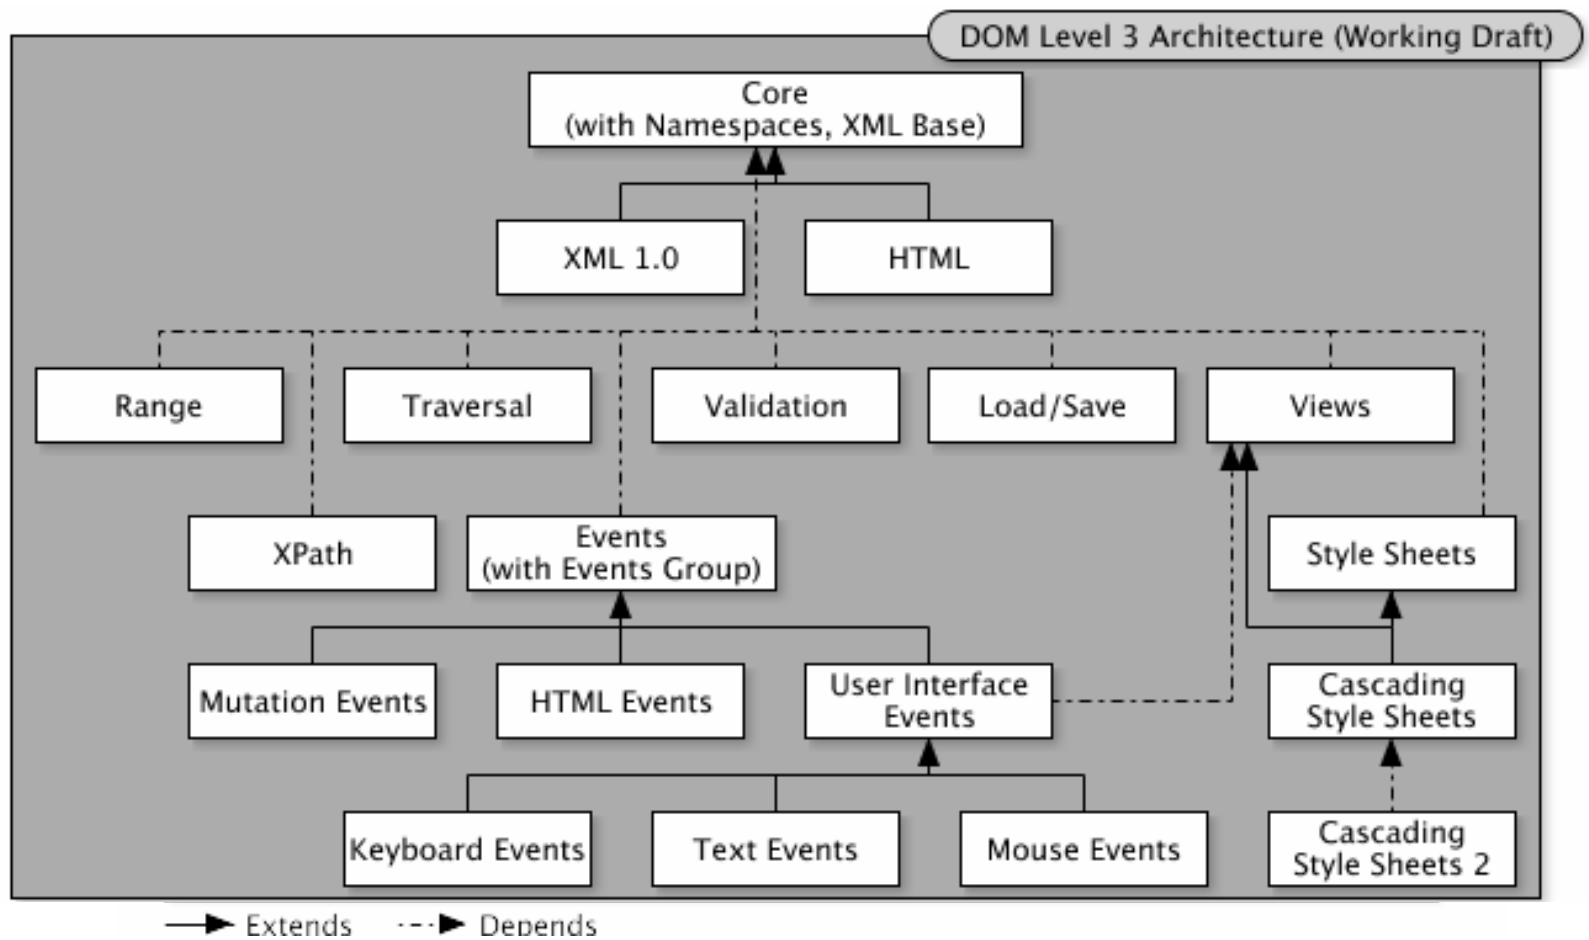 DOM Level 3 Architecture (Working Draft)
Core
(with Namespaces, XML Base)
XML 1.0
HTML
Range
Traversal
Validation
Load/Save
Views
XPath
Events
(with Events Group)
Style Sheets
Mutation Events
HTML Events
User Interface
Events
Cascading
Style Sheets
Keyboard Events
Text Events
Mouse Events
Cascading
Style Sheets 2
Extends
Depends